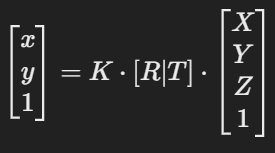 [x y 1] = K · [R|T] · [X Y Z 1]